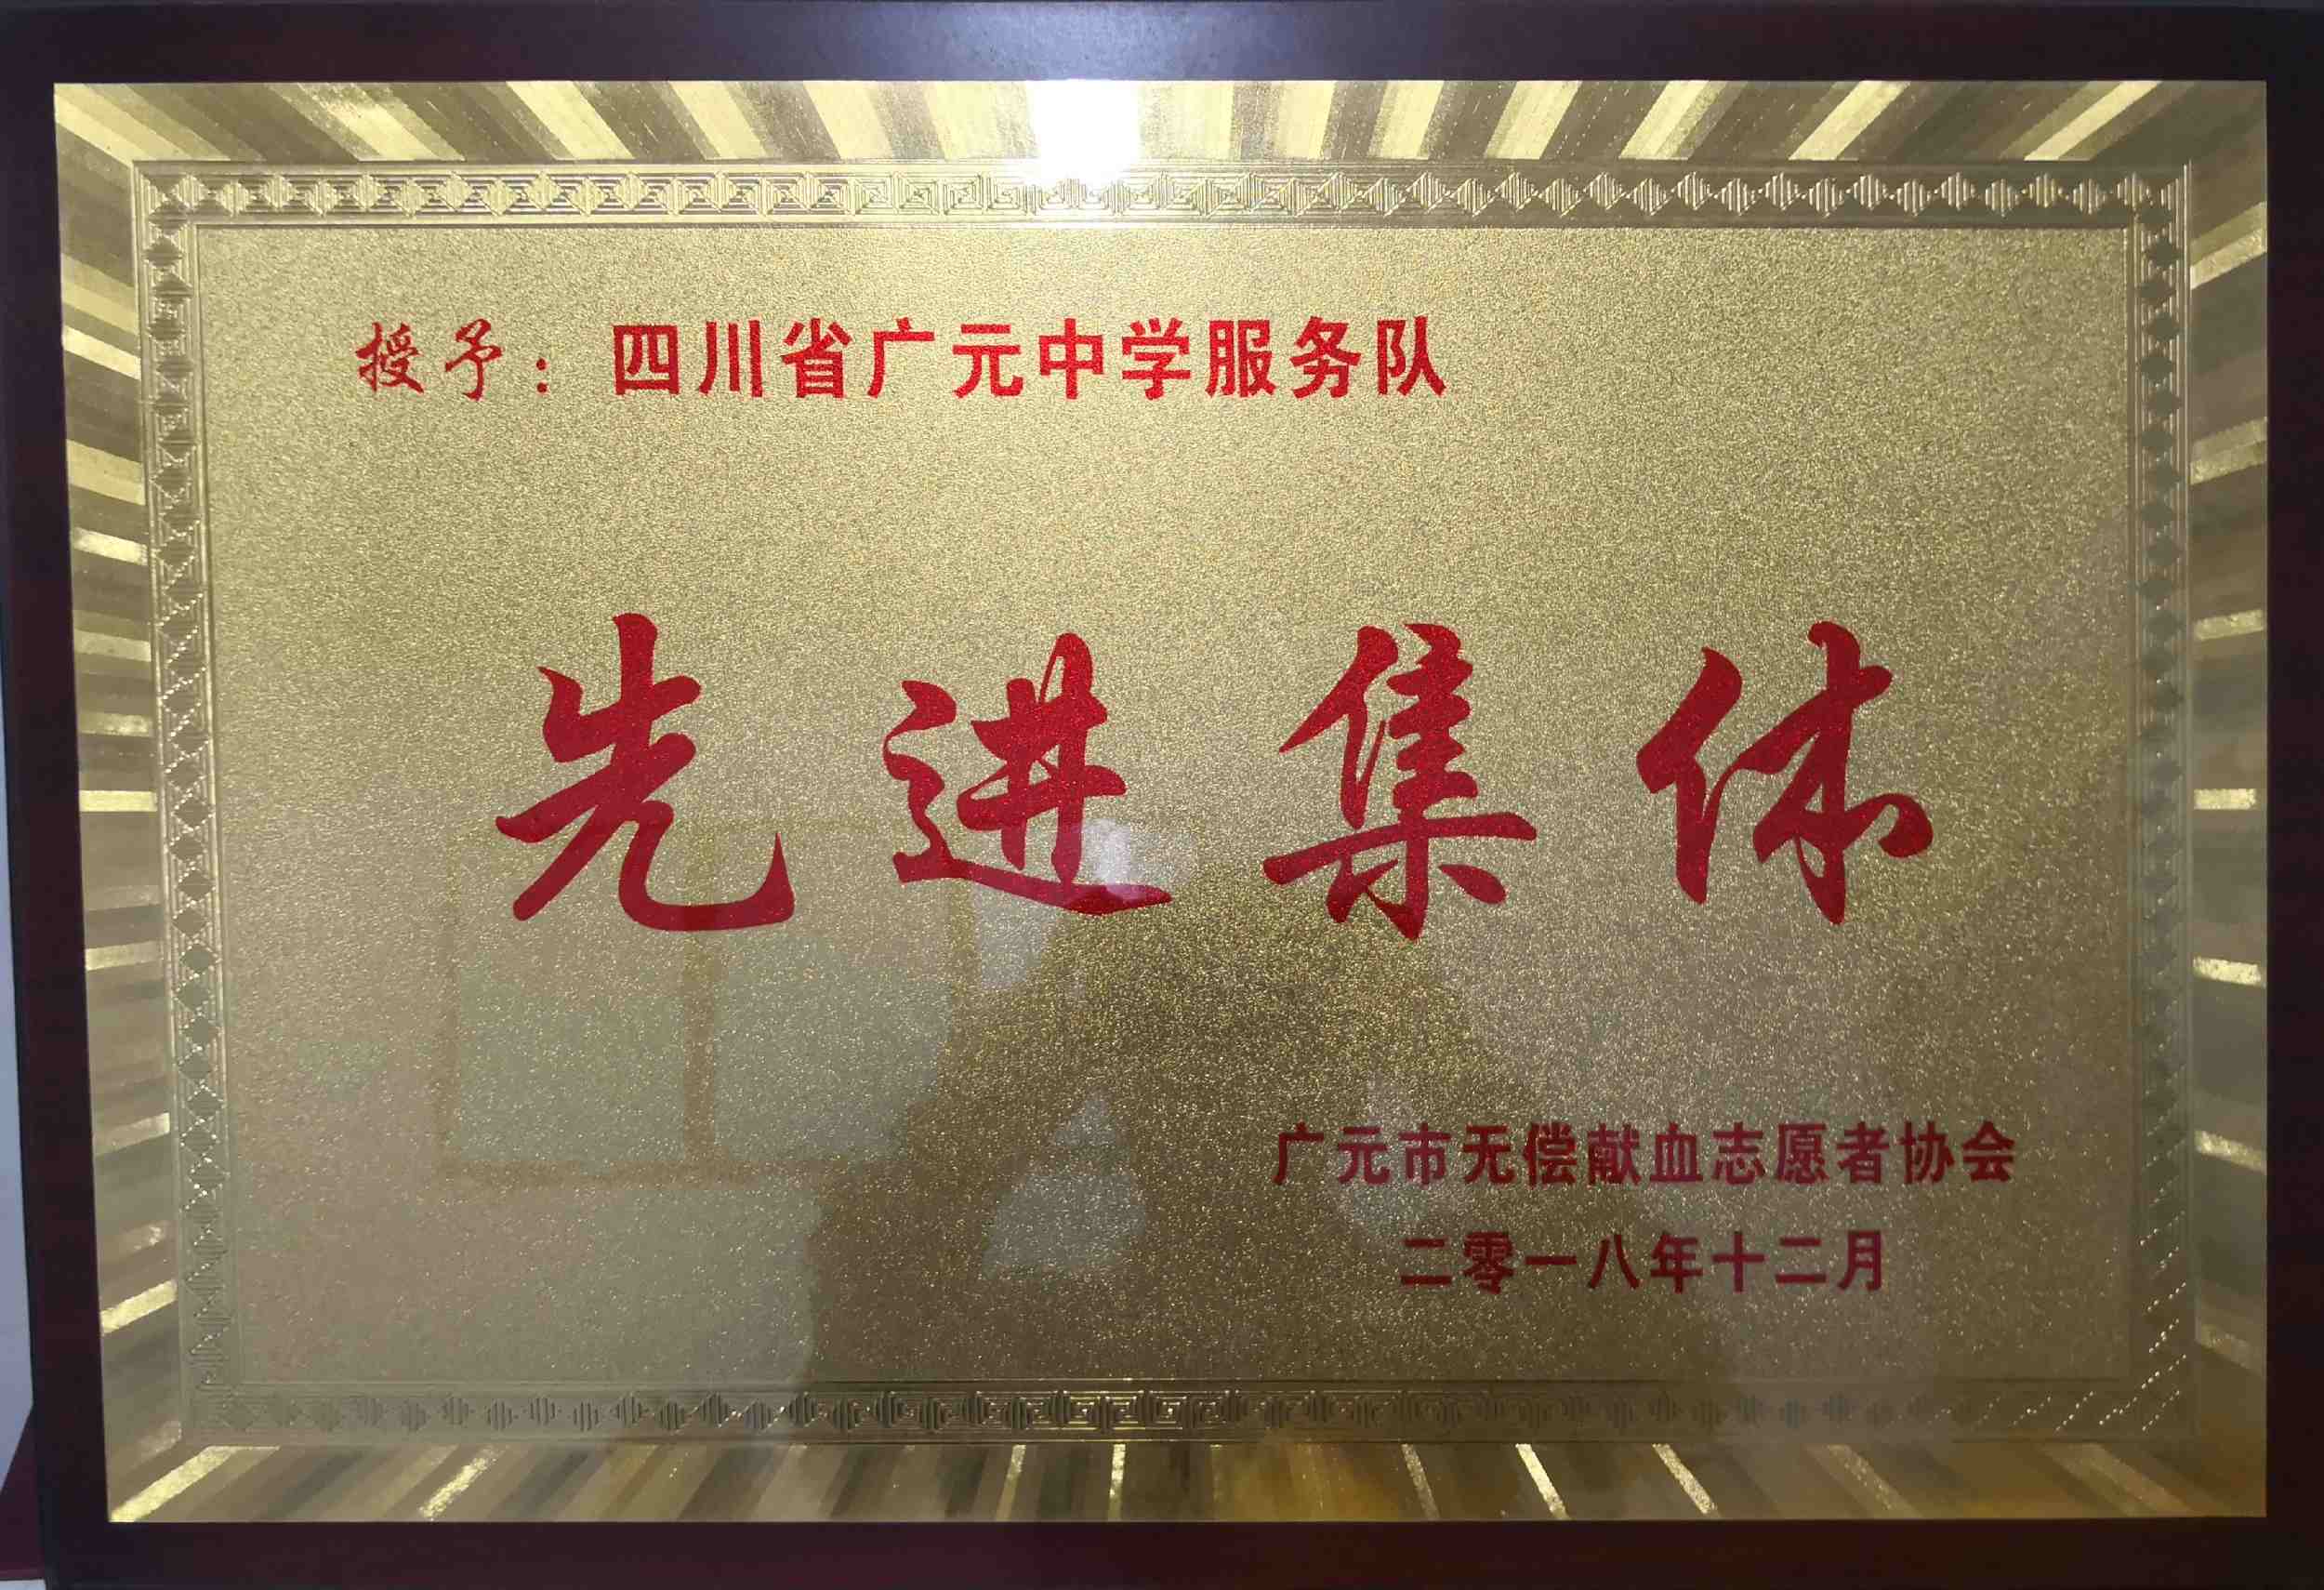 授予：四川省广元中学服务队
先进集体
广元市无偿献血志愿者协会
二零一八年十二月